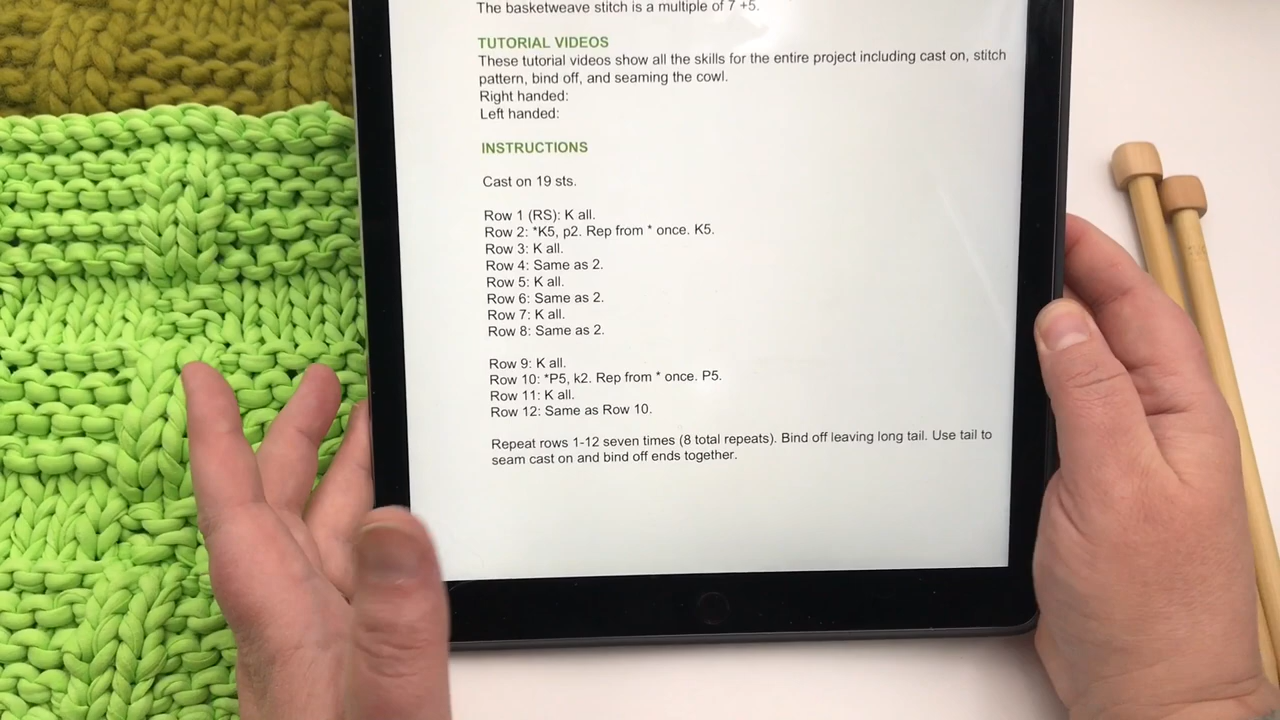 The basketweave stitch is a multiple of 7 +5.
TUTORIAL VIDEOS
These tutorial videos show all the skills for the entire project including cast on, stitch
pattern, bind off, and seaming the cowl.
Right handed:
Left handed:
INSTRUCTIONS
Cast on 19 sts.
Row 1 (RS): K all.
Row 2: *K5, p2. Rep from * once. K5.
Row 3: K all.
Row 4: Same as 2.
Row 5: K all.
Row 6: Same as 2.
Row 7: K all.
Row 8: Same as 2.
Row 9: K all.
Row 10: *P5, k2. Rep from * once. P5.
Row 11: K all.
Row 12: Same as Row 10.
Repeat rows 1-12 seven times (8 total repeats). Bind off leaving long tail. Use tail to
seam cast on and bind off ends together.